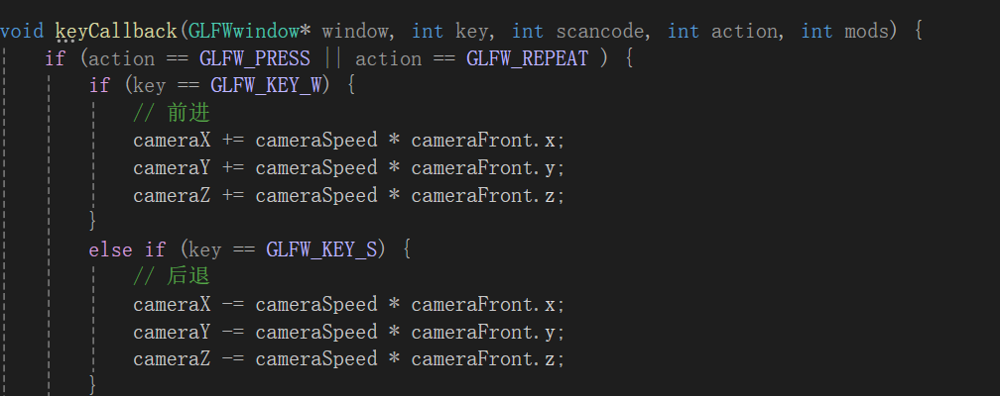 void keyCallback(GLFWwindow* window, int key, int scancode, int action, int mods) {
if (action == GLFW_PRESS || action == GLFW_REPEAT ) {
if (key == GLFW_KEY_W) {
// 前进
cameraX += cameraSpeed * cameraFront.x;
cameraY += cameraSpeed * cameraFront.y;
cameraZ += cameraSpeed * cameraFront.z;
}
else if (key == GLFW_KEY_S) {
// 后退
cameraX -= cameraSpeed * cameraFront.x;
cameraY -= cameraSpeed * cameraFront.y;
cameraZ -= cameraSpeed * cameraFront.z;
}